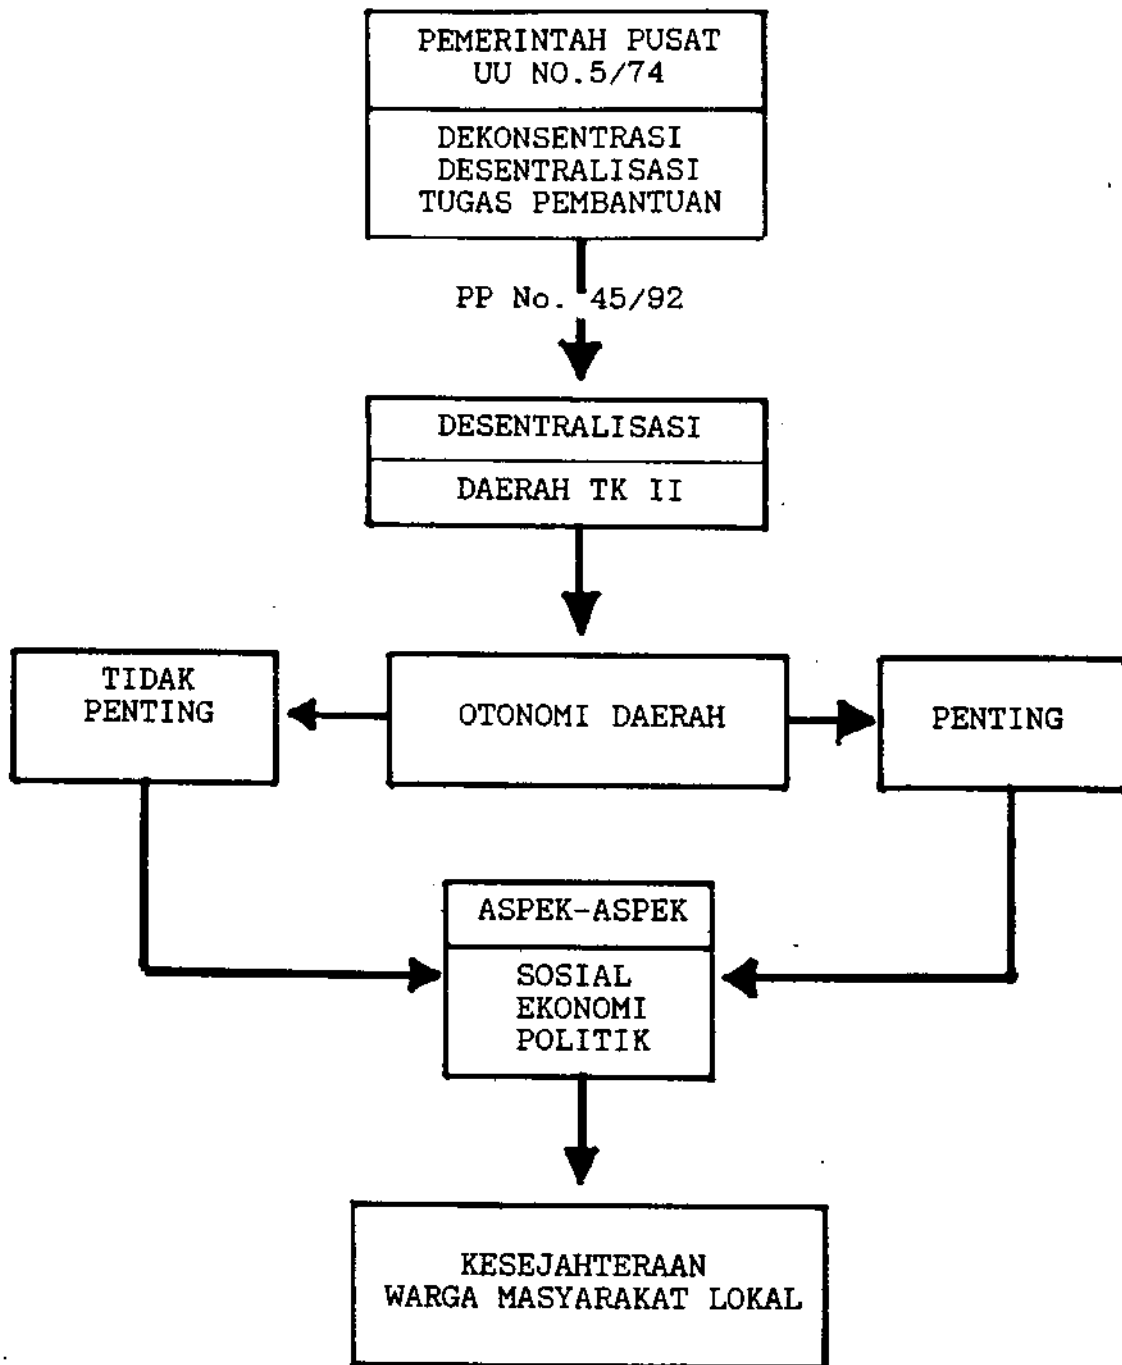 PEMERINTAH PUSAT
UU NO.5/74
DEKONSENTRASI
DESENTRALISASI
TUGAS PEMBANTUAN
PP No. 45/92
DESENTRALISASI
DAERAH TK II
TIDAK
PENTING
OTONOMI DAERAH
PENTING
ASPEK-ASPEK
SOSIAL
EKONOMI
POLITIK
KESEJAHTERAAN
WARGA MASYARAKAT LOKAL